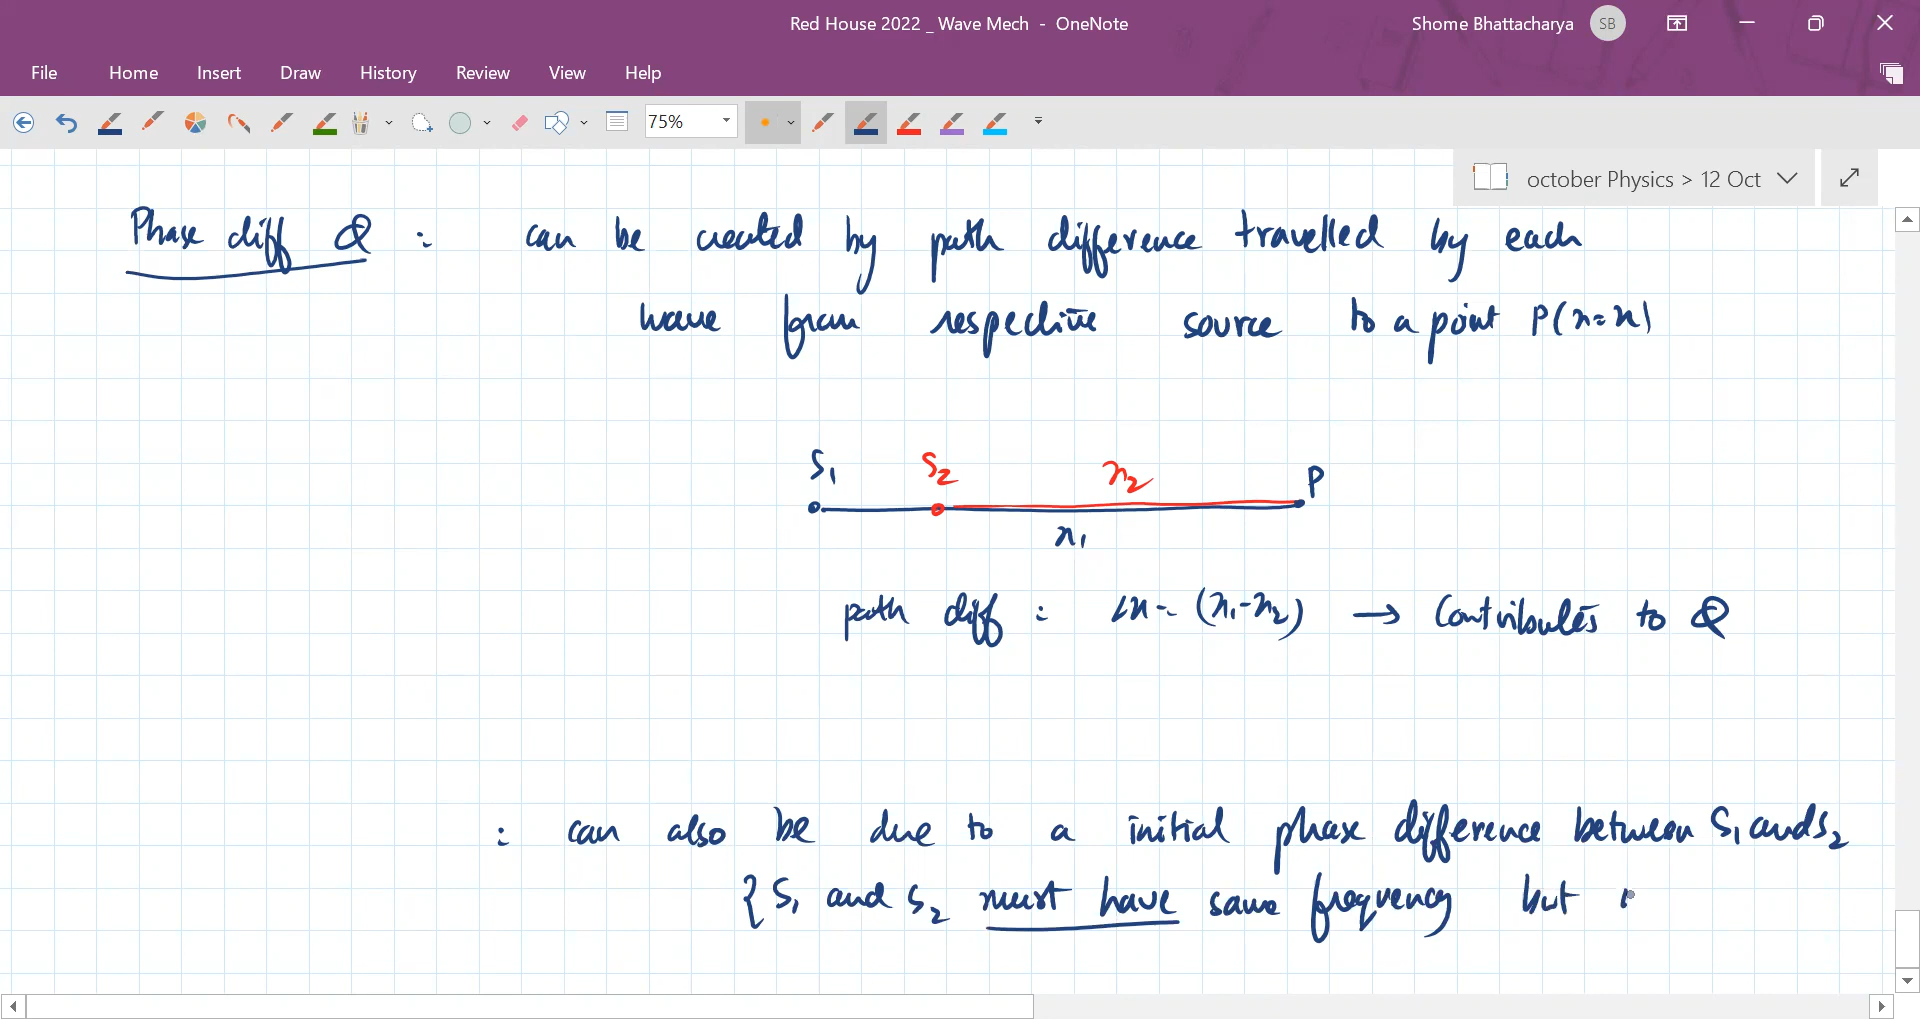 Red House 2022 _ Wave Mech - OneNote
Shome Bhattacharya SB
File Home Insert Draw History Review View Help
75%
october Physics > 12 Oct
Phase diff Q : can be created by path difference travelled by each
wave from respective source to a point P(x=x)
S₁ S₂ x₂ P
x₁
path diff : Δx = (x₁-x₂) → Contributes to Q
: can also be due to a initial phase difference between S₁ and S₂
{ S₁ and S₂ must have same frequency but